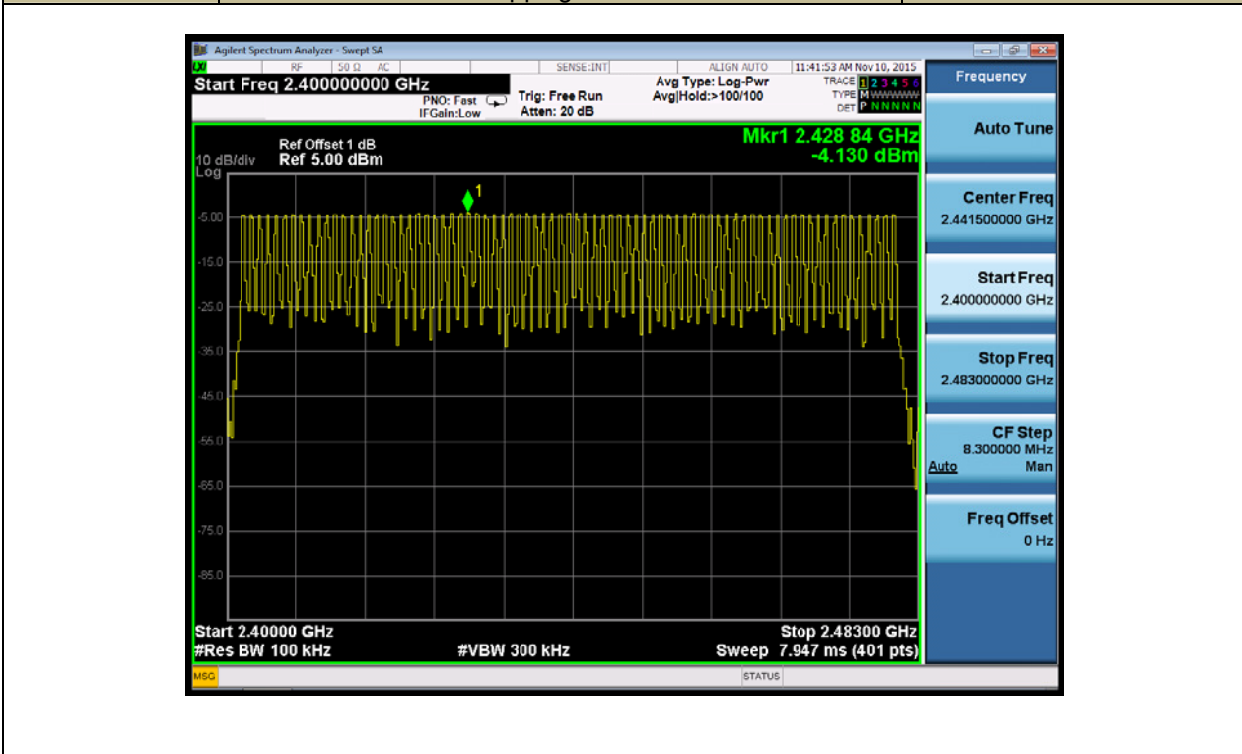 Agilent Spectrum Analyzer - Swept SA
LXI RF 50 Ω AC SENSE:INT ALIGN AUTO 11:41:53 AM Nov 10, 2015
Start Freq 2.400000000 GHz
PNO: Fast
IFGain:Low
Trig: Free Run
Atten: 20 dB
Avg Type: Log-Pwr
Avg|Hold:>100/100
TRACE 1 2 3 4 5 6
TYPE M W W W W W
DET P N N N N N
Mkr1 2.428 84 GHz
-4.130 dBm
Ref Offset 1 dB
10 dB/div Ref 5.00 dBm
Log
1
-5.00
-15.0
-25.0
-35.0
-45.0
-55.0
-65.0
-75.0
-85.0
Start 2.40000 GHz Stop 2.48300 GHz
#Res BW 100 kHz #VBW 300 kHz Sweep 7.947 ms (401 pts)
MSG STATUS
Frequency
Auto Tune
Center Freq
2.441500000 GHz
Start Freq
2.400000000 GHz
Stop Freq
2.483000000 GHz
CF Step
8.300000 MHz
Auto Man
Freq Offset
0 Hz